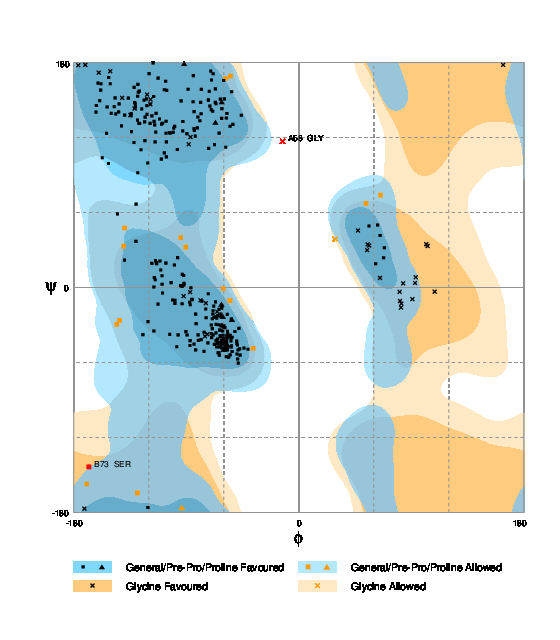 180
A53 GLY
Ψ 0
B73 SER
-180
-180 0 180
ϕ
General/Pre-Pro/Proline Favoured General/Pre-Pro/Proline Allowed
Glycine Favoured Glycine Allowed